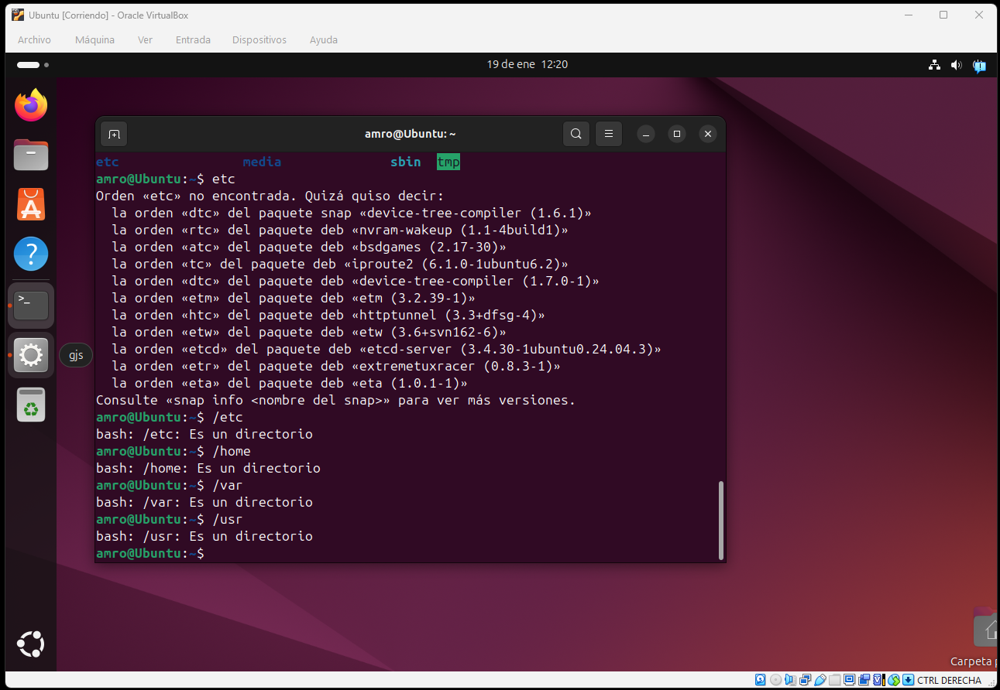 Ubuntu [Corriendo] - Oracle VirtualBox
Archivo Máquina Ver Entrada Dispositivos Ayuda
19 de ene 12:20
amro@Ubuntu: ~
etc media sbin tmp
amro@Ubuntu:~$ etc
Orden «etc» no encontrada. Quizá quiso decir:
la orden «dtc» del paquete snap «device-tree-compiler (1.6.1)»
la orden «rtc» del paquete deb «nvram-wakeup (1.1-4build1)»
la orden «atc» del paquete deb «bsdgames (2.17-30)»
la orden «tc» del paquete deb «iproute2 (6.1.0-1ubuntu6.2)»
la orden «dtc» del paquete deb «device-tree-compiler (1.7.0-1)»
la orden «etm» del paquete deb «etm (3.2.39-1)»
la orden «htc» del paquete deb «httptunnel (3.3+dfsg-4)»
la orden «etw» del paquete deb «etw (3.6+svn162-6)»
la orden «etcd» del paquete deb «etcd-server (3.4.30-1ubuntu0.24.04.3)»
la orden «etr» del paquete deb «extremetuxracer (0.8.3-1)»
la orden «eta» del paquete deb «eta (1.0.1-1)»
Consulte «snap info <nombre del snap>» para ver más versiones.
amro@Ubuntu:~$ /etc
bash: /etc: Es un directorio
amro@Ubuntu:~$ /home
bash: /home: Es un directorio
amro@Ubuntu:~$ /var
bash: /var: Es un directorio
amro@Ubuntu:~$ /usr
bash: /usr: Es un directorio
amro@Ubuntu:~$
gjs
Carpeta p
CTRL DERECHA